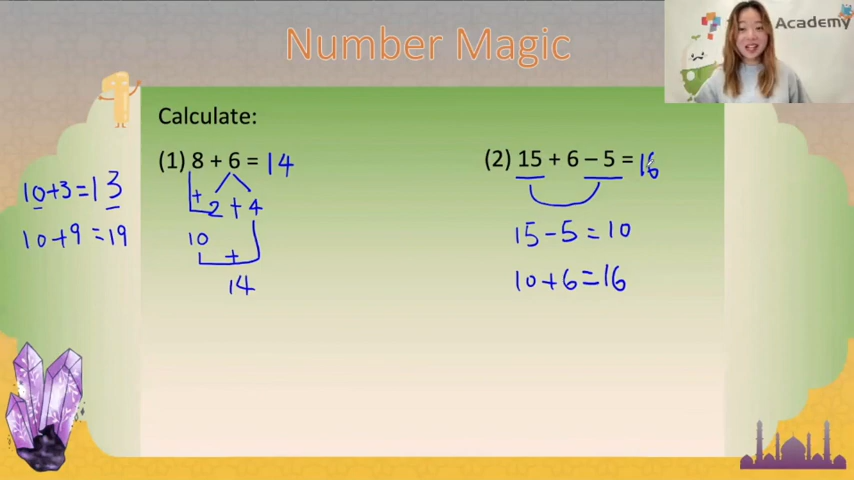 Number Magic
Academy
Calculate:
(1) 8 + 6 = 14
+ 2 + 4
10
+
14
10+3=13
10+9=19
(2) 15 + 6 – 5 = 16
15-5=10
10+6=16